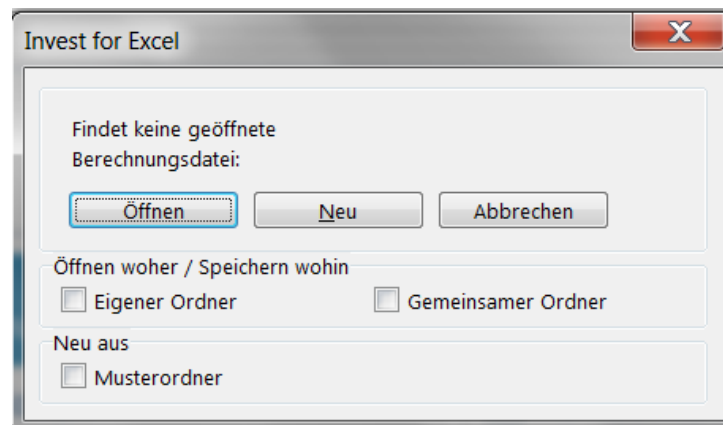 Invest for Excel
X
Findet keine geöffnete
Berechnungsdatei:
Öffnen Neu Abbrechen
Öffnen woher / Speichern wohin
Eigener Ordner Gemeinsamer Ordner
Neu aus
Musterordner